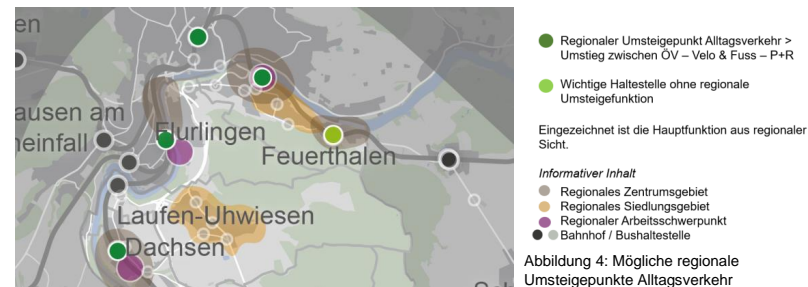 en
ausen am
neinfall
Flurlingen
Feuerthalen
Laufen-Uhwiesen
Dachsen
Regionaler Umsteigepunkt Alltagsverkehr >
Umstieg zwischen ÖV – Velo & Fuss – P+R
Wichtige Haltestelle ohne regionale
Umsteigefunktion
Eingezeichnet ist die Hauptfunktion aus regionaler
Sicht.
Informativer Inhalt
Regionales Zentrumsgebiet
Regionales Siedlungsgebiet
Regionaler Arbeitsschwerpunkt
Bahnhof / Bushaltestelle
Abbildung 4: Mögliche regionale
Umsteigepunkte Alltagsverkehr